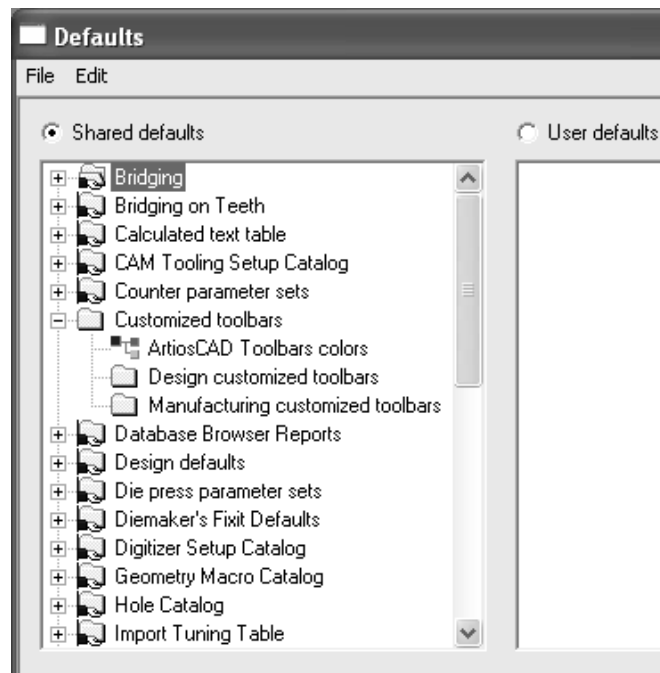 Defaults
File Edit
Shared defaults User defaults
Bridging
Bridging on Teeth
Calculated text table
CAM Tooling Setup Catalog
Counter parameter sets
Customized toolbars
ArtiosCAD Toolbars colors
Design customized toolbars
Manufacturing customized toolbars
Database Browser Reports
Design defaults
Die press parameter sets
Diemaker's Fixit Defaults
Digitizer Setup Catalog
Geometry Macro Catalog
Hole Catalog
Import Tuning Table